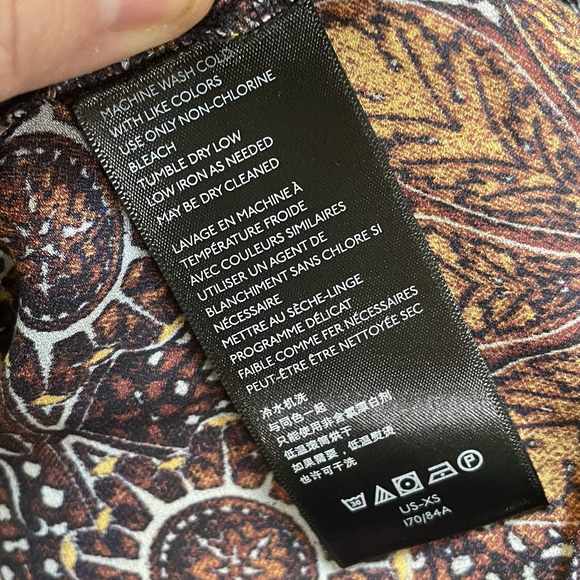 MACHINE WASH COLD
WITH LIKE COLORS
USE ONLY NON-CHLORINE
BLEACH
TUMBLE DRY LOW
LOW IRON AS NEEDED
MAY BE DRY CLEANED
LAVAGE EN MACHINE À
TEMPÉRATURE FROIDE
AVEC COULEURS SIMILAIRES
UTILISER UN AGENT DE
BLANCHIMENT SANS CHLORE SI
NÉCESSAIRE
METTRE AU SÈCHE-LINGE
PROGRAMME DÉLICAT
FAIBLE COMME FER NÉCESSAIRES
PEUT-ÊTRE ÊTRE NETTOYÉE SEC
冷水机洗
与同色一起
只能使用非含氯漂白剂
低温滚筒烘干
如果需要，低温熨烫
也许可干洗
30
P
US-XS
170/84A